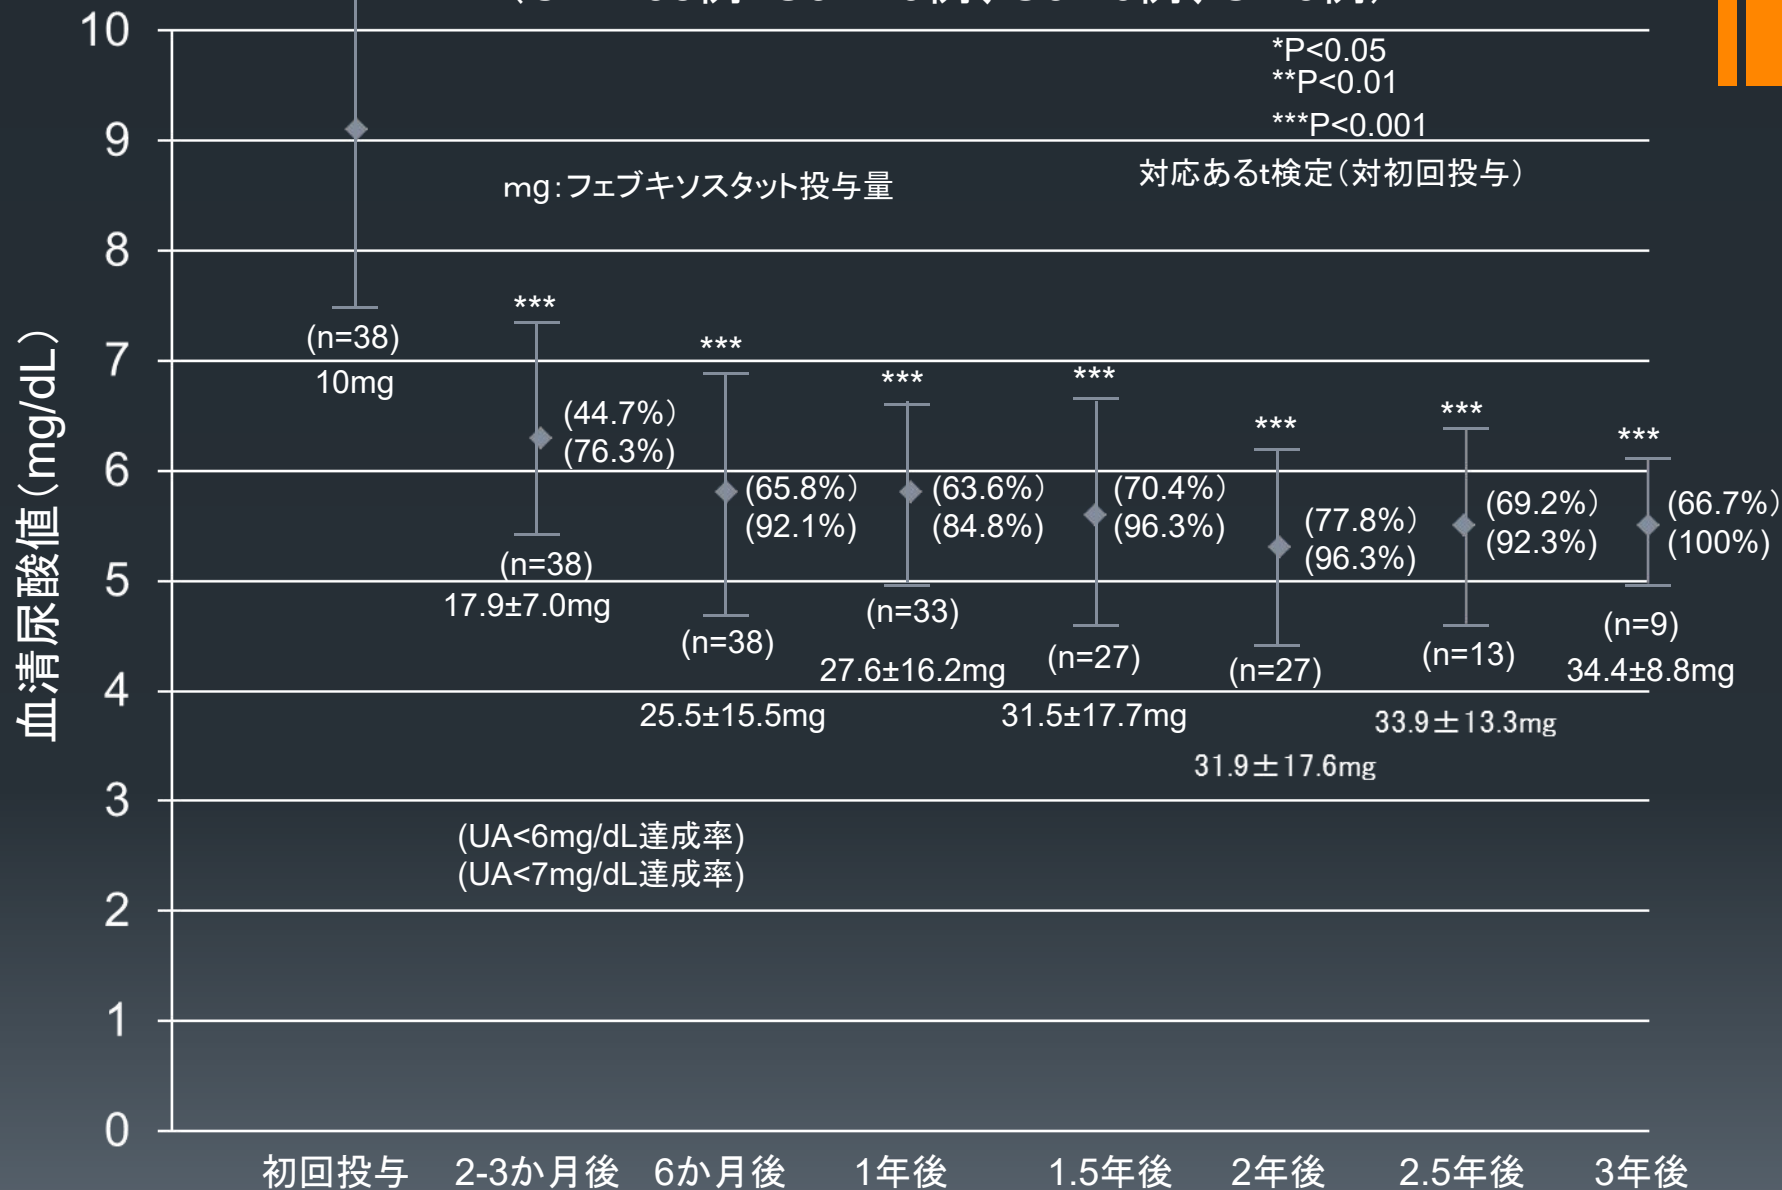 10
*P<0.05
**P<0.01
***P<0.001
9
mg:フェブキソスタット投与量
対応あるt検定(対初回投与)
8
***
(n=38)
10mg
7
***
***
***
***
***
***
(44.7%)
(76.3%)
6
(65.8%)
(92.1%)
(63.6%)
(84.8%)
(70.4%)
(96.3%)
(77.8%)
(96.3%)
(69.2%)
(92.3%)
(66.7%)
(100%)
(n=38)
5
17.9±7.0mg
(n=38)
(n=33)
(n=27)
(n=27)
(n=13)
(n=9)
27.6±16.2mg
34.4±8.8mg
4
25.5±15.5mg
31.5±17.7mg
33.9±13.3mg
31.9±17.6mg
3
(UA<6mg/dL達成率)
(UA<7mg/dL達成率)
2
1
0
血清尿酸値(mg/dL)
初回投与 2-3か月後 6か月後 1年後 1.5年後 2年後 2.5年後 3年後